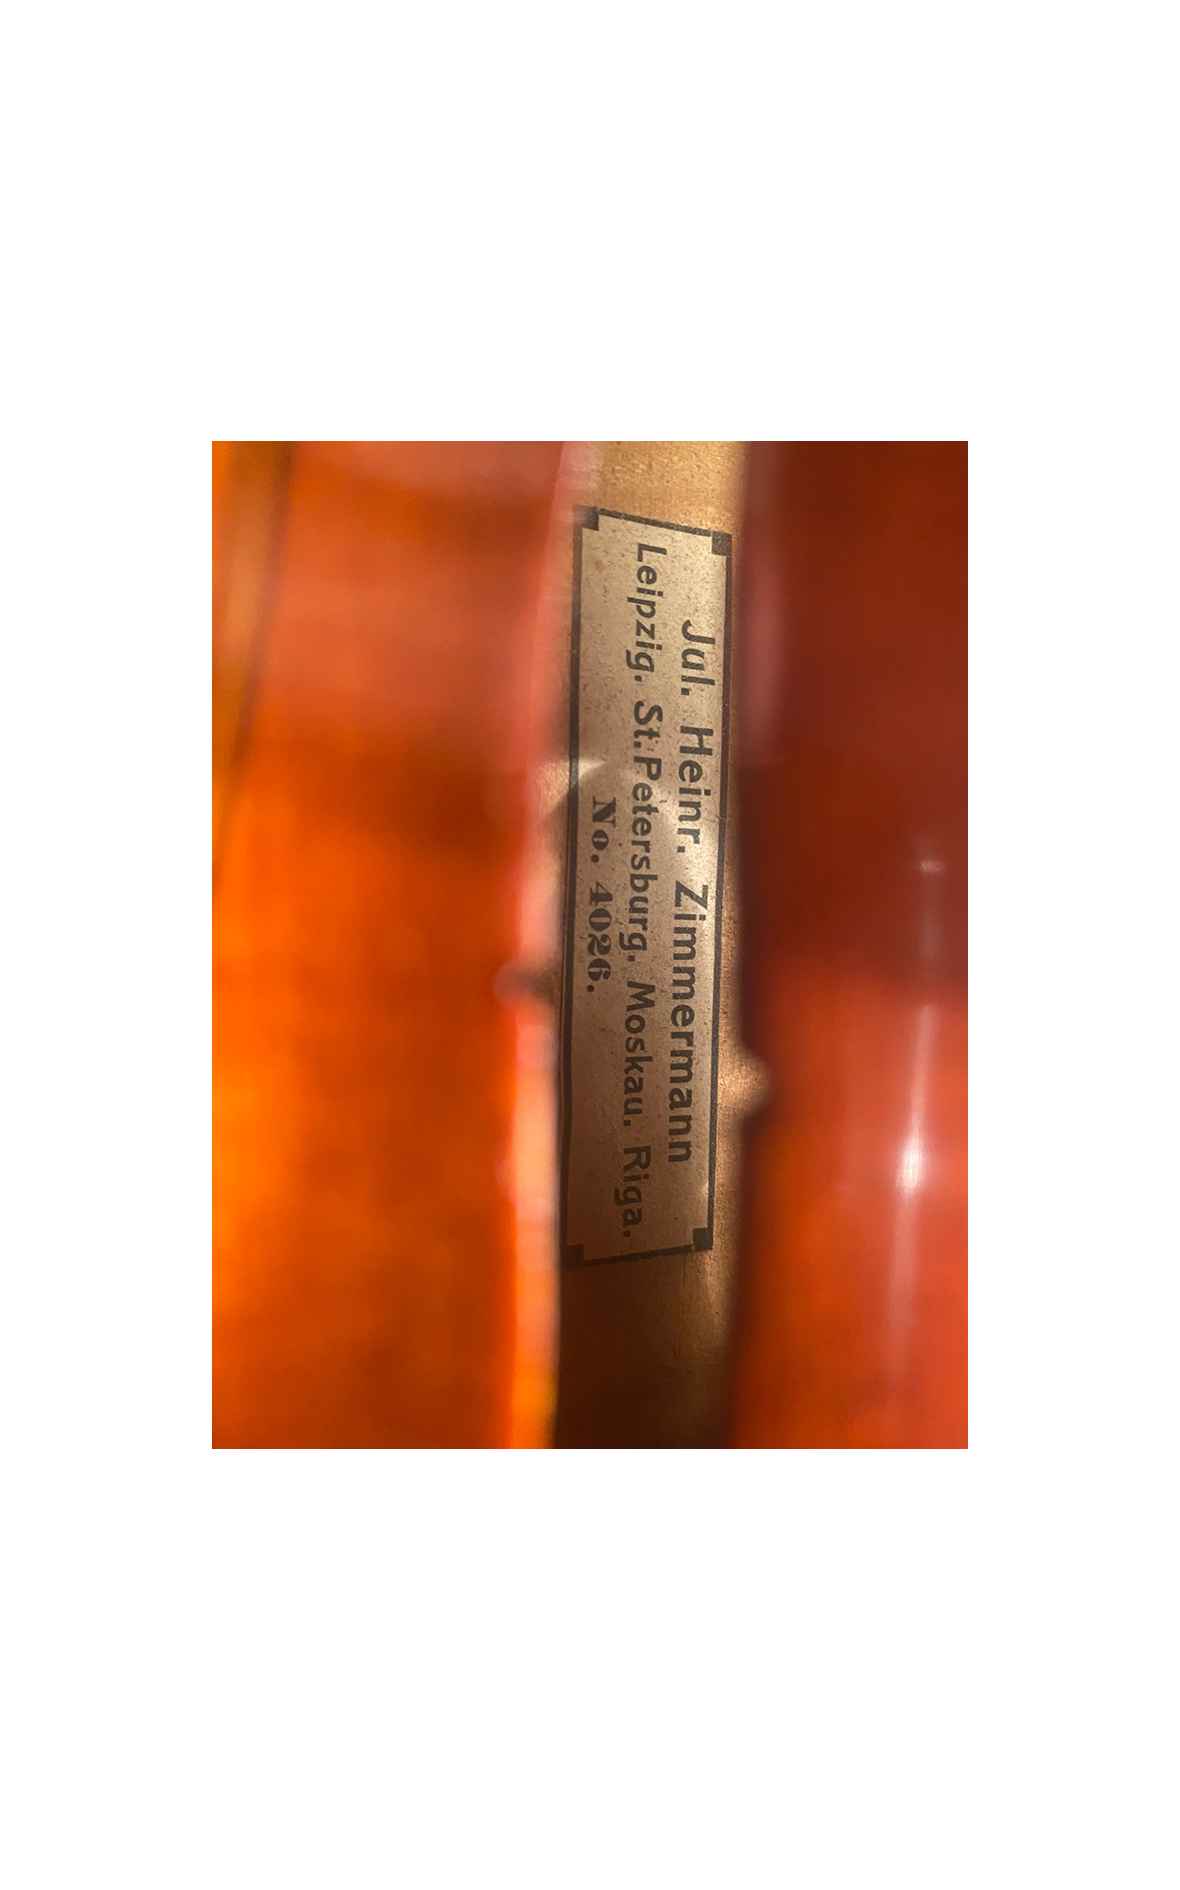 Jul. Heinr. Zimmermann
Leipzig. St. Petersburg. Moskau. Riga.
No. 4026.